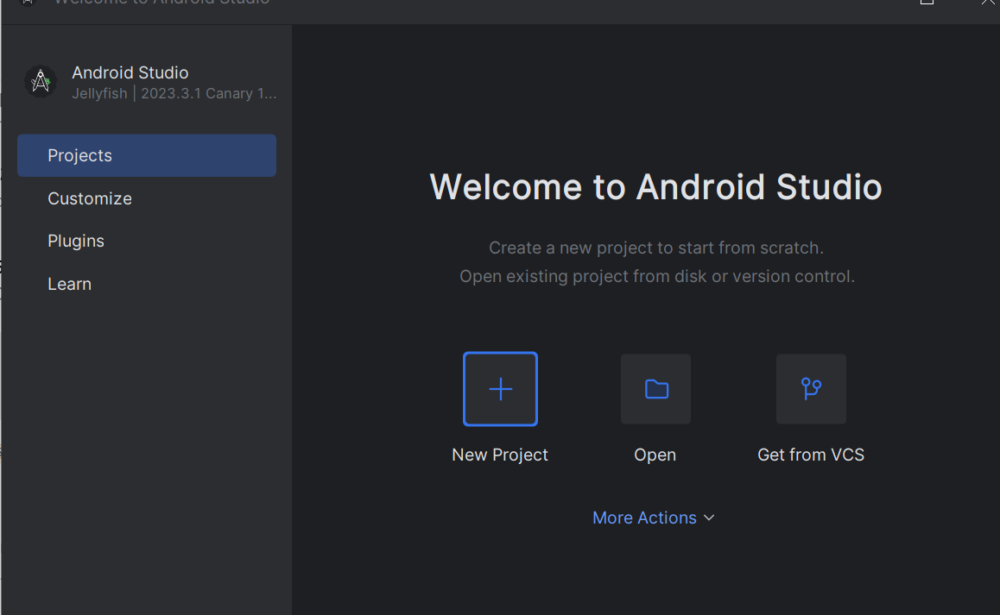 Welcome to Android Studio
Android Studio
Jellyfish | 2023.3.1 Canary 1...
Projects
Customize
Plugins
Learn
Welcome to Android Studio
Create a new project to start from scratch.
Open existing project from disk or version control.
New Project
Open
Get from VCS
More Actions